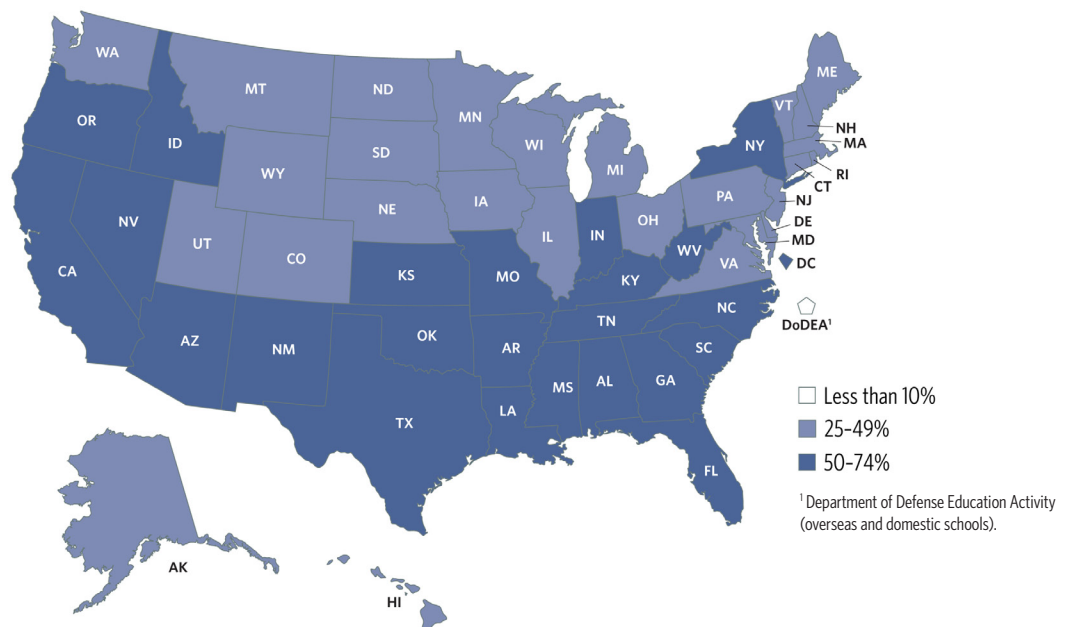 WA
MT
ND
MN
ME
VT
NH
MA
OR
ID
WY
SD
WI
MI
NY
RI
CT
NE
IA
PA
NJ
NV
UT
CO
IL
IN
OH
DE
MD
CA
KS
MO
KY
WV
VA
DC
AZ
NM
OK
AR
TN
NC
DoDEA¹
SC
TX
LA
MS
AL
GA
FL
AK
HI
Less than 10%
25–49%
50–74%
¹ Department of Defense Education Activity
(overseas and domestic schools).